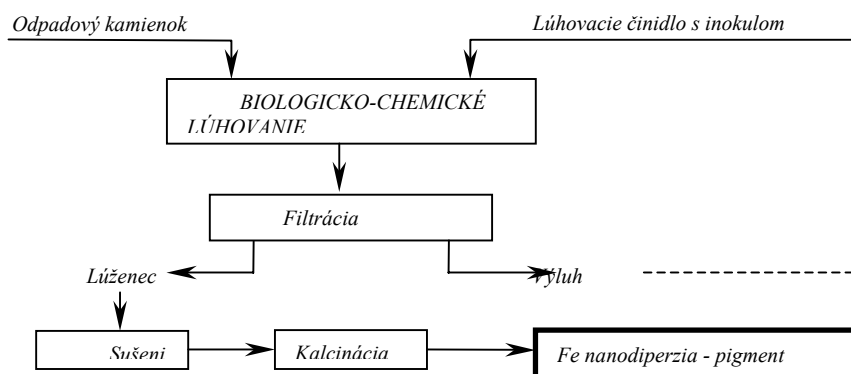 Odpadový kamienok
Lúhovacie činidlo s inokulom
BIOLOGICKO-CHEMICKÉ
LÚHOVANIE
Filtrácia
Lúženec
Výluh
Sušeni
Kalcinácia
Fe nanodiperzia - pigment